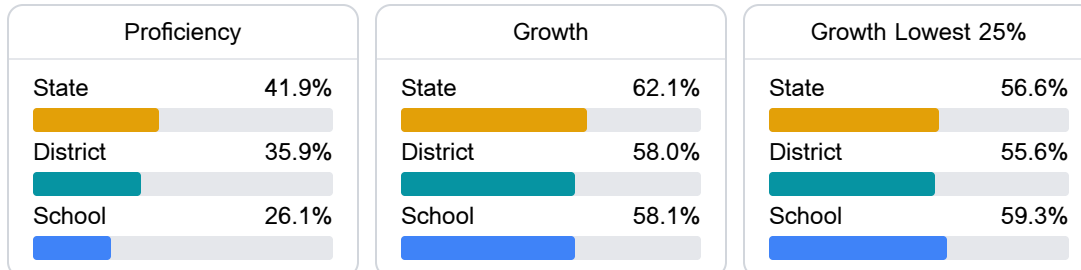 Proficiency
State 41.9%
District 35.9%
School 26.1%
Growth
State 62.1%
District 58.0%
School 58.1%
Growth Lowest 25%
State 56.6%
District 55.6%
School 59.3%